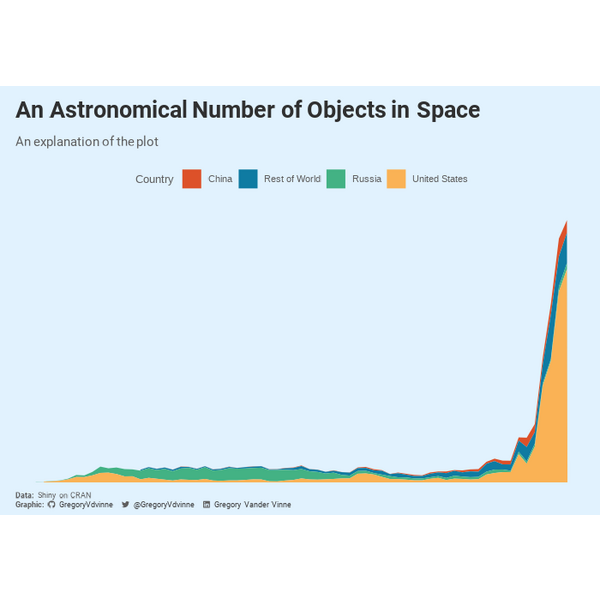 An Astronomical Number of Objects in Space
An explanation of the plot
Country China Rest of World Russia United States
Data: Shiny on CRAN
Graphic: GregoryVdvinne @GregoryVdvinne Gregory Vander Vinne